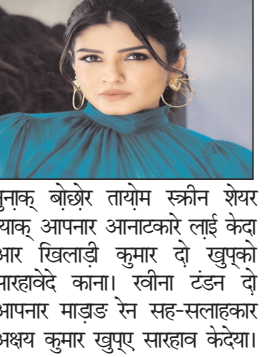 मुनाक् बोछोर तायोम स्क्रीन शेयर
याक् आपनार आनाटकारे लाई केदा
आर खिलाड़ी कुमार दो खुप्को
सारहावेदे काना। रवीना टंडन दो
आपनार माड़ाङ रेन सह-सलाहकार
अक्षय कुमार खुप्ए सारहाव केदेया।